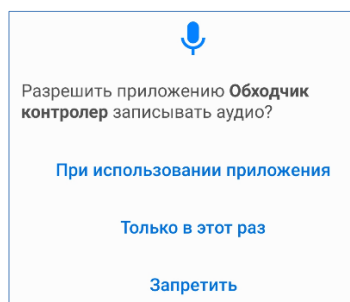 Разрешить приложению Обходчик
контролер записывать аудио?
При использовании приложения
Только в этот раз
Запретить